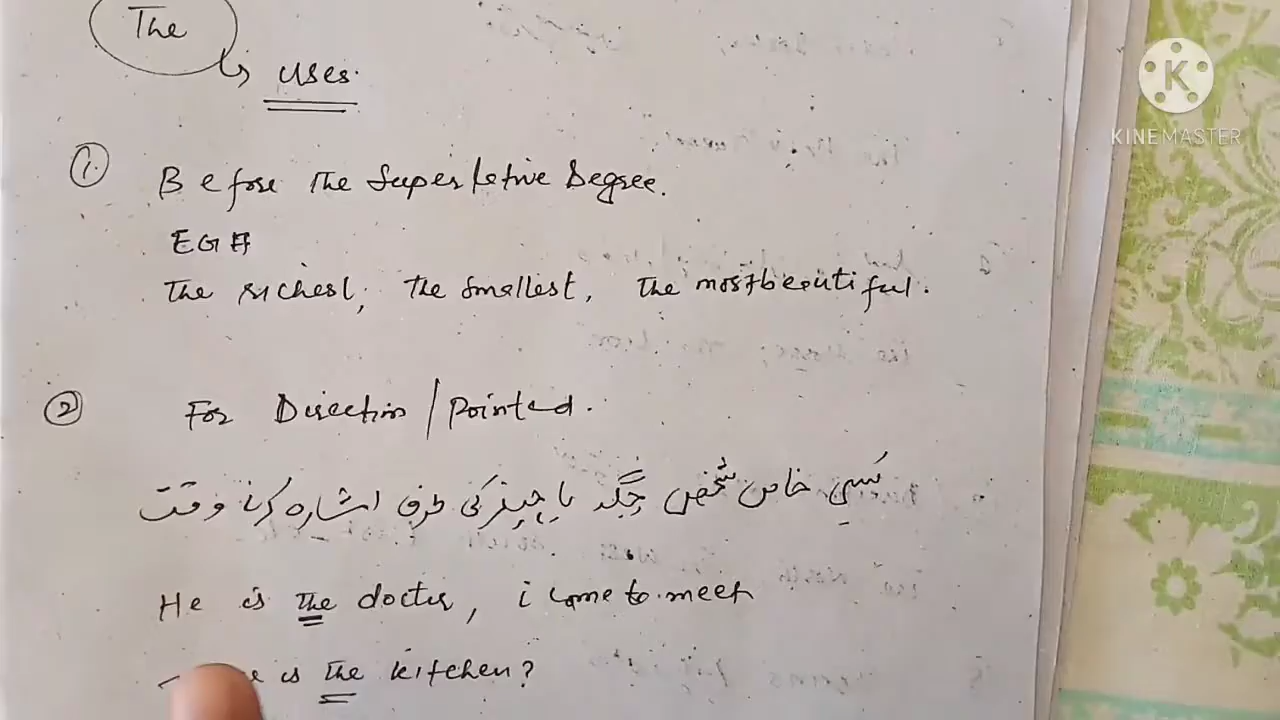 The
uses.
① Before The Superlative Degree.
EG #
The richest, The Smallest, The most beautiful.
② For Direction / Pointed.
کسی خاص شخص جگہ یا چیز کی طرف اشارہ کرتے وقت
He is The doctor, i come to meet
is The kitchen?
KINEMASTER